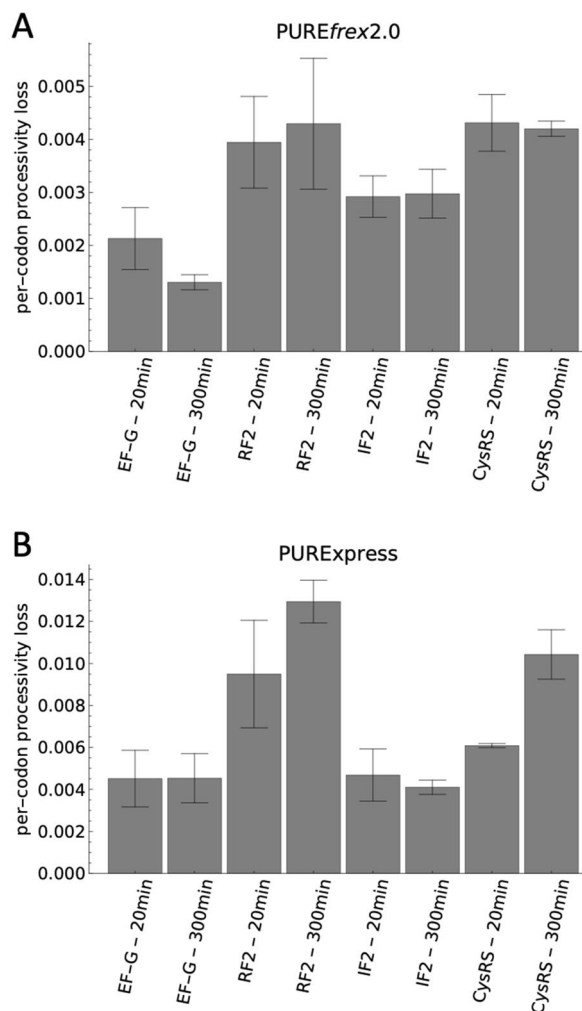 A
PUREfrex2.0
per-codon processivity loss
0.005
0.004
0.003
0.002
0.001
0.000
EF-G – 20min
EF-G – 300min
RF2 – 20min
RF2 – 300min
IF2 – 20min
IF2 – 300min
CysRS – 20min
CysRS – 300min
B
PURExpress
per-codon processivity loss
0.014
0.012
0.010
0.008
0.006
0.004
0.002
0.000
EF-G – 20min
EF-G – 300min
RF2 – 20min
RF2 – 300min
IF2 – 20min
IF2 – 300min
CysRS – 20min
CysRS – 300min